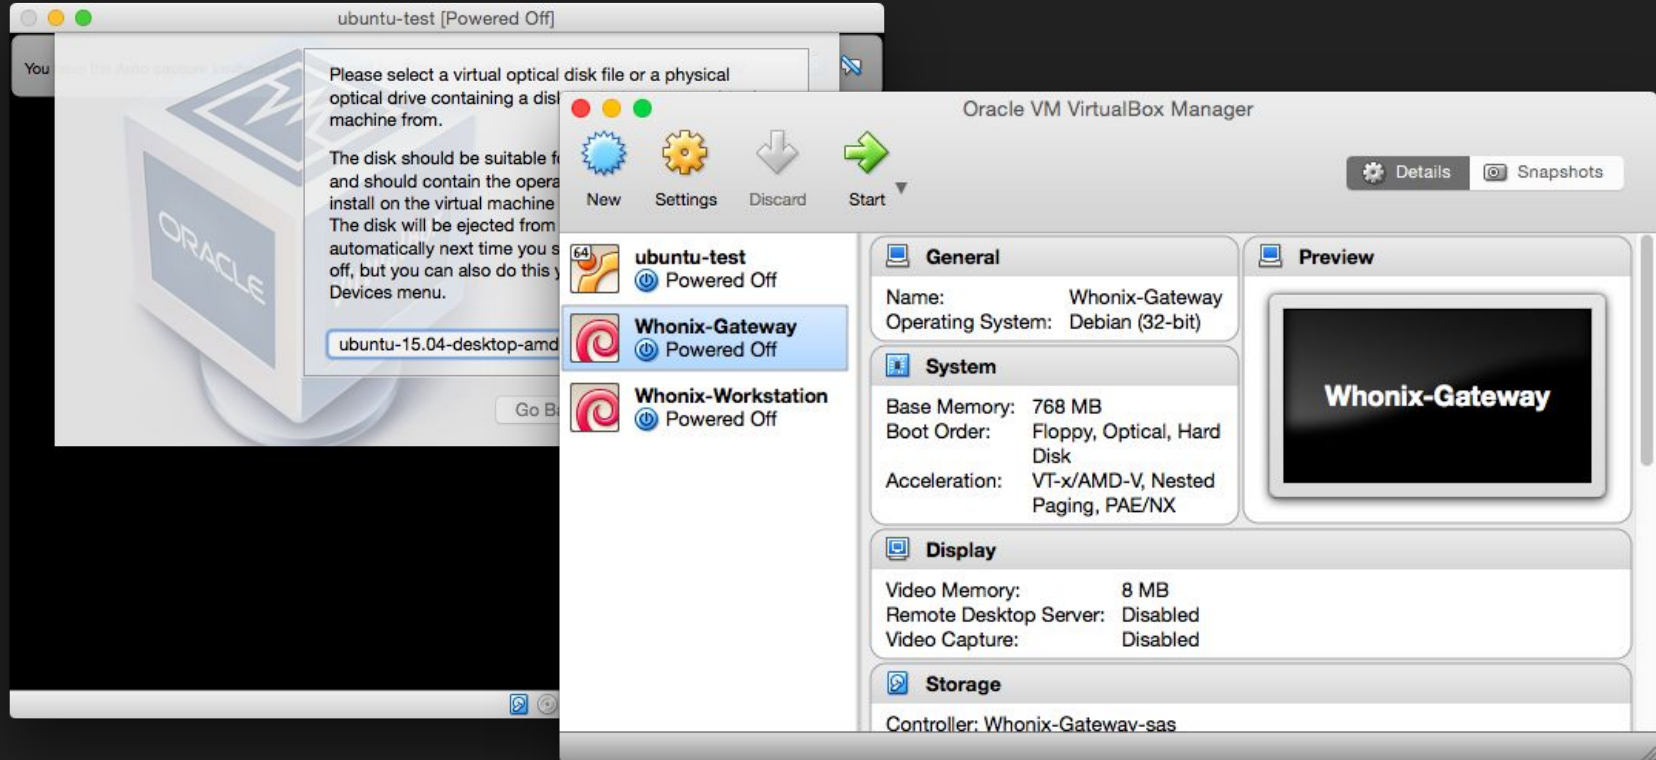 ubuntu-test [Powered Off]
You
Please select a virtual optical disk file or a physical
optical drive containing a disk
machine from.
The disk should be suitable
and should contain the opera
install on the virtual machine
The disk will be ejected from
automatically next time you s
off, but you can also do this y
Devices menu.
ubuntu-15.04-desktop-amd
Go Ba
ORACLE
Oracle VM VirtualBox Manager
New
Settings
Discard
Start
Details
Snapshots
64
ubuntu-test
Powered Off
Whonix-Gateway
Powered Off
Whonix-Workstation
Powered Off
General
Name: Whonix-Gateway
Operating System: Debian (32-bit)
Preview
Whonix-Gateway
System
Base Memory: 768 MB
Boot Order: Floppy, Optical, Hard
Disk
Acceleration: VT-x/AMD-V, Nested
Paging, PAE/NX
Display
Video Memory: 8 MB
Remote Desktop Server: Disabled
Video Capture: Disabled
Storage
Controller: Whonix-Gateway-sas